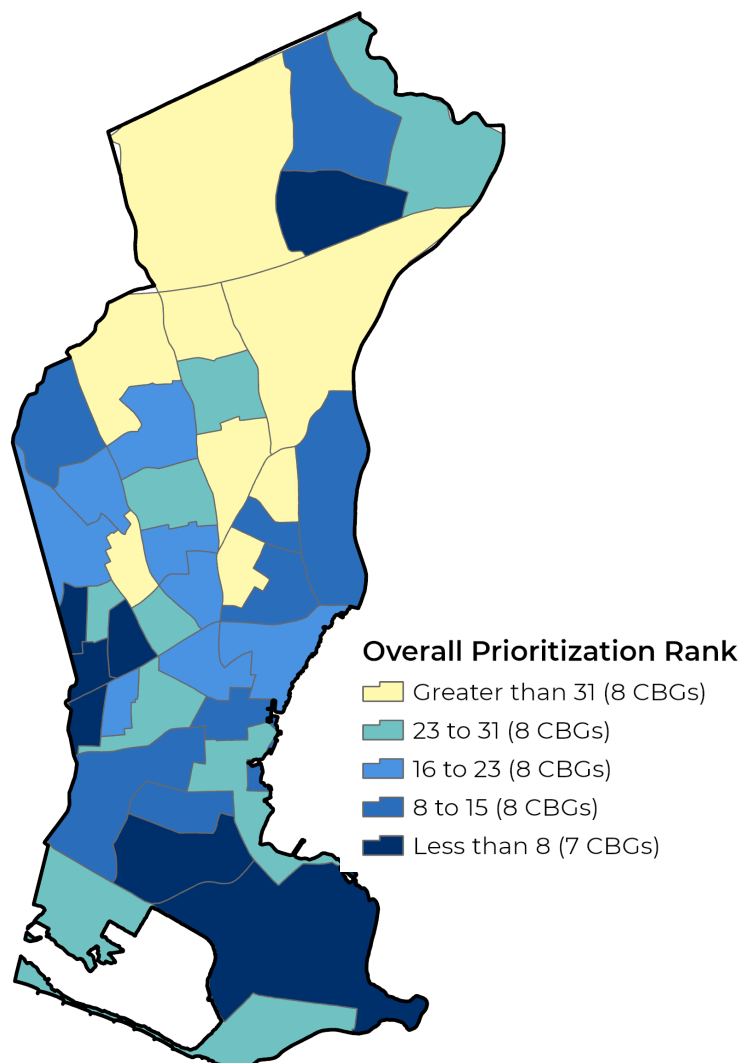 Overall Prioritization Rank
Greater than 31 (8 CBGs)
23 to 31 (8 CBGs)
16 to 23 (8 CBGs)
8 to 15 (8 CBGs)
Less than 8 (7 CBGs)